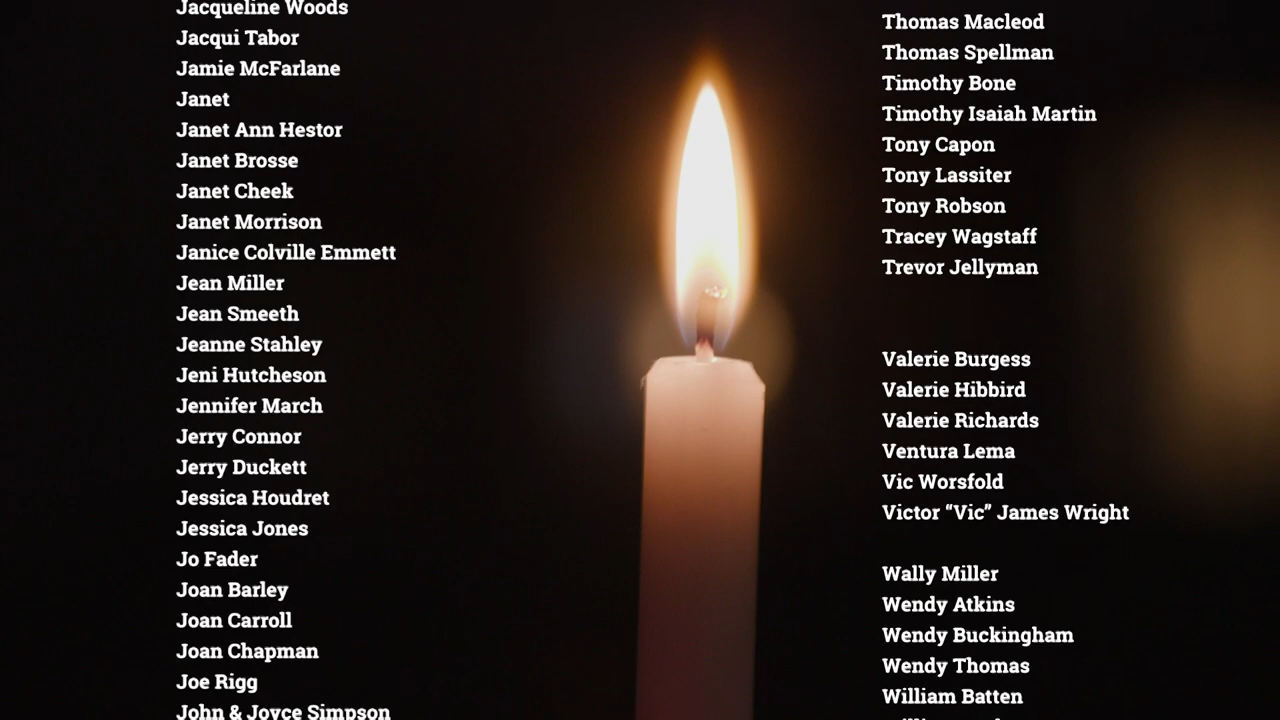 Jacqueline Woods
Jacqui Tabor
Jamie McFarlane
Janet
Janet Ann Hestor
Janet Brosse
Janet Cheek
Janet Morrison
Janice Colville Emmett
Jean Miller
Jean Smeeth
Jeanne Stahley
Jeni Hutcheson
Jennifer March
Jerry Connor
Jerry Duckett
Jessica Houdret
Jessica Jones
Jo Fader
Joan Barley
Joan Carroll
Joan Chapman
Joe Rigg
John & Joyce Simpson
Thomas Macleod
Thomas Spellman
Timothy Bone
Timothy Isaiah Martin
Tony Capon
Tony Lassiter
Tony Robson
Tracey Wagstaff
Trevor Jellyman
Valerie Burgess
Valerie Hibbird
Valerie Richards
Ventura Lema
Vic Worsfold
Victor “Vic” James Wright
Wally Miller
Wendy Atkins
Wendy Buckingham
Wendy Thomas
William Batten